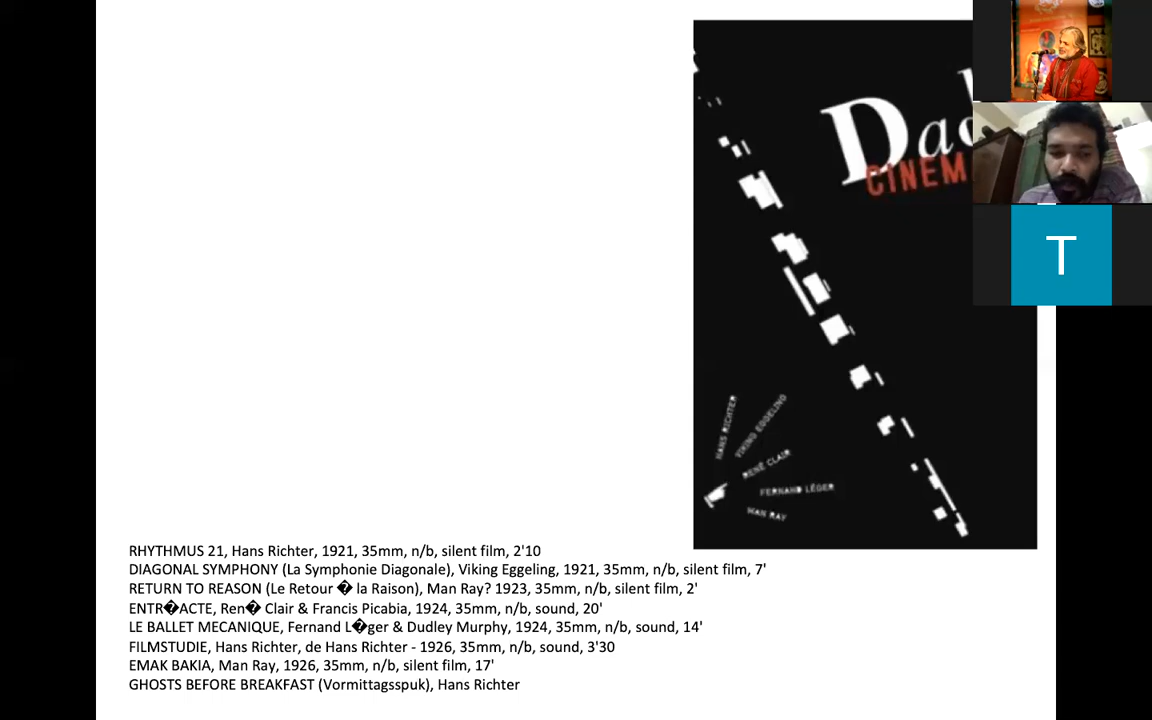 Dad
CINEM
T
HANS RICHTER
VIKING EGGELING
RENÉ CLAIR
FERNAND LÉGER
MAN RAY
RHYTHMUS 21, Hans Richter, 1921, 35mm, n/b, silent film, 2'10
DIAGONAL SYMPHONY (La Symphonie Diagonale), Viking Eggeling, 1921, 35mm, n/b, silent film, 7'
RETURN TO REASON (Le Retour � la Raison), Man Ray? 1923, 35mm, n/b, silent film, 2'
ENTR�ACTE, Ren� Clair & Francis Picabia, 1924, 35mm, n/b, sound, 20'
LE BALLET MECANIQUE, Fernand L�ger & Dudley Murphy, 1924, 35mm, n/b, sound, 14'
FILMSTUDIE, Hans Richter, de Hans Richter - 1926, 35mm, n/b, sound, 3'30
EMAK BAKIA, Man Ray, 1926, 35mm, n/b, silent film, 17'
GHOSTS BEFORE BREAKFAST (Vormittagsspuk), Hans Richter